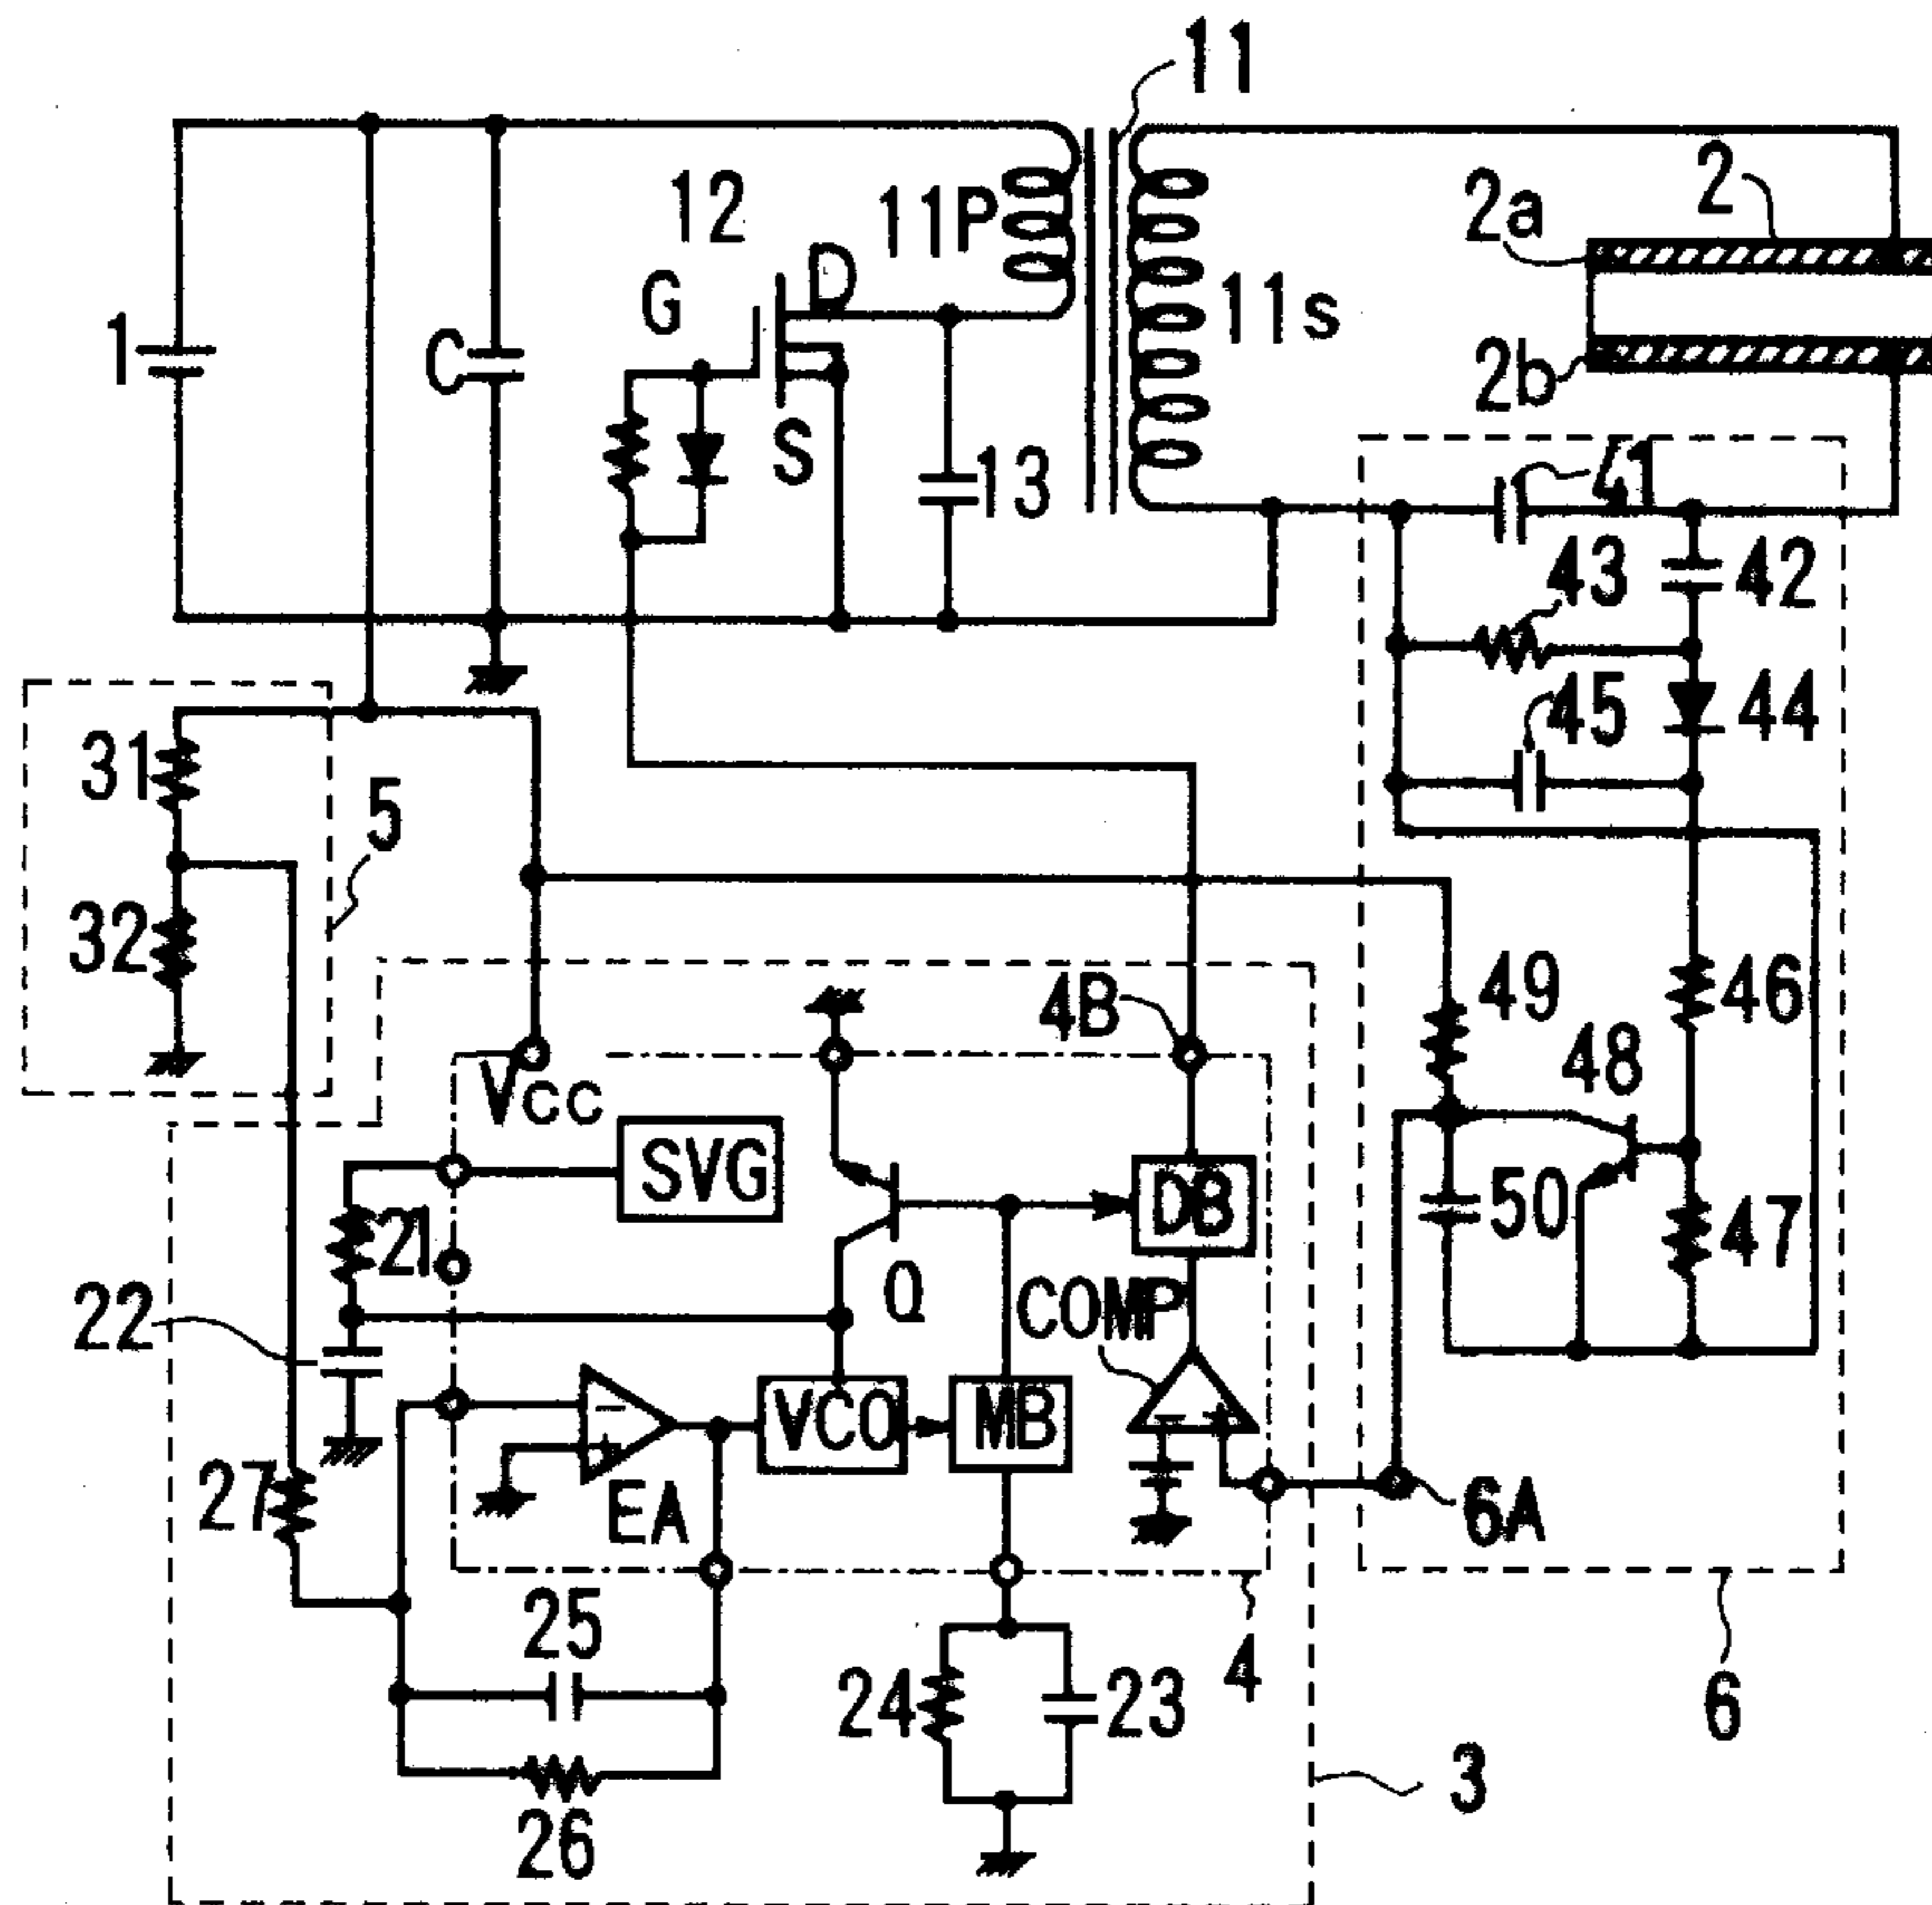 11
12
11P
2
2a
G
D
11s
1
C
2b
S
13
41
43
42
45
44
31
5
32
49
46
4B
48
Vcc
SVG
DB
50
47
21
Q
COMP
22
VCO
MB
−
+
− +
27
EA
6A
25
4
24
23
6
3
26